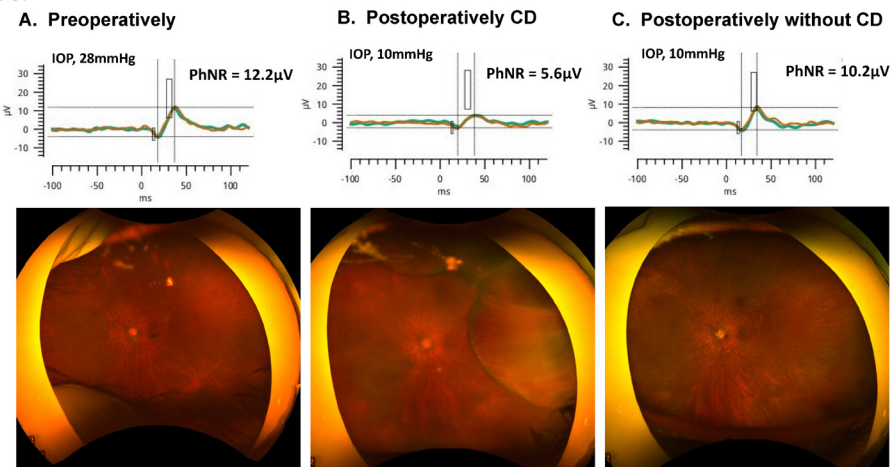 A. Preoperatively
B. Postoperatively CD
C. Postoperatively without CD
IOP, 28mmHg
PhNR = 12.2µV
30
20
10
0
-10
µV
-100
-50
0
50
100
ms
IOP, 10mmHg
PhNR = 5.6µV
30
20
10
0
-10
µV
-100
-50
0
50
100
ms
IOP, 10mmHg
PhNR = 10.2µV
30
20
10
0
-10
µV
-100
-50
0
50
100
ms